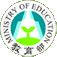 MINISTRY OF EDUCATION
教育部